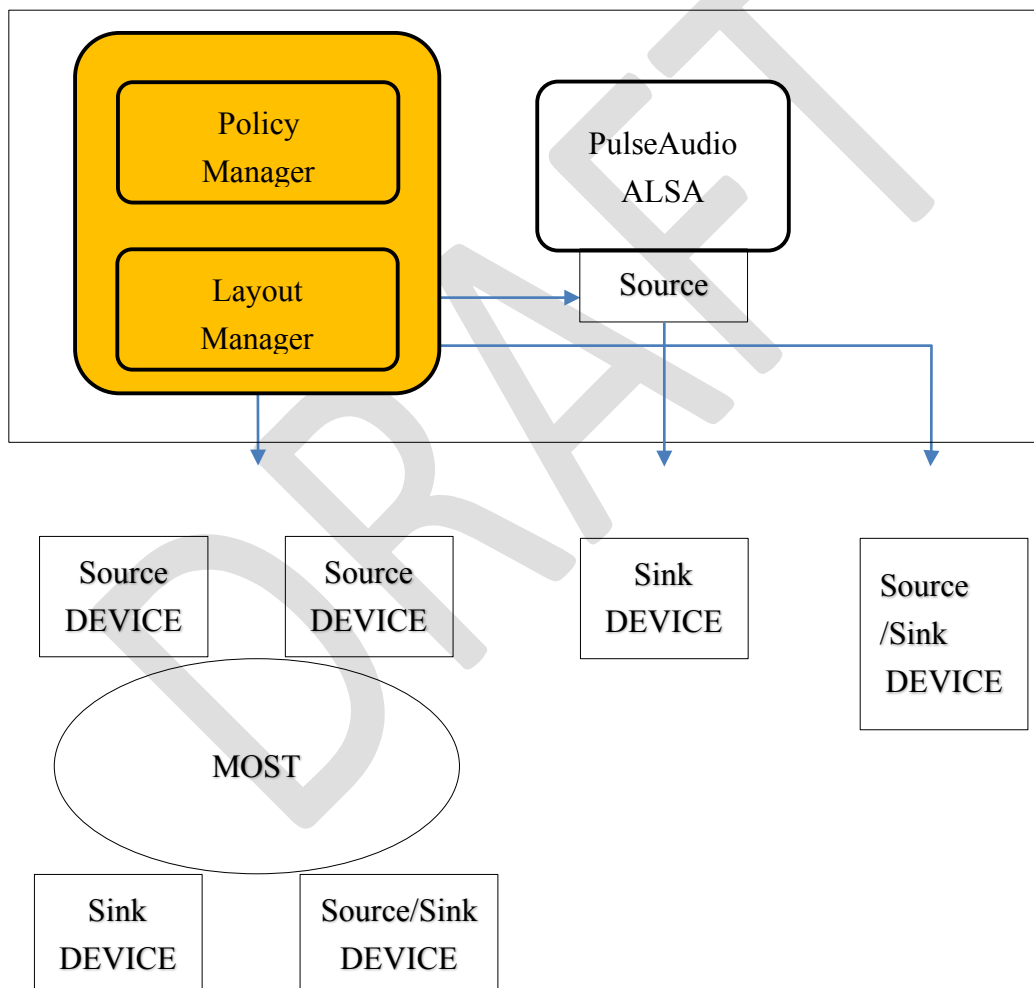 Policy
Manager
PulseAudio
ALSA
Layout
Manager
Source
DRAFT
Source
DEVICE
Source
DEVICE
Sink
DEVICE
Source
/Sink
DEVICE
MOST
Sink
DEVICE
Source/Sink
DEVICE